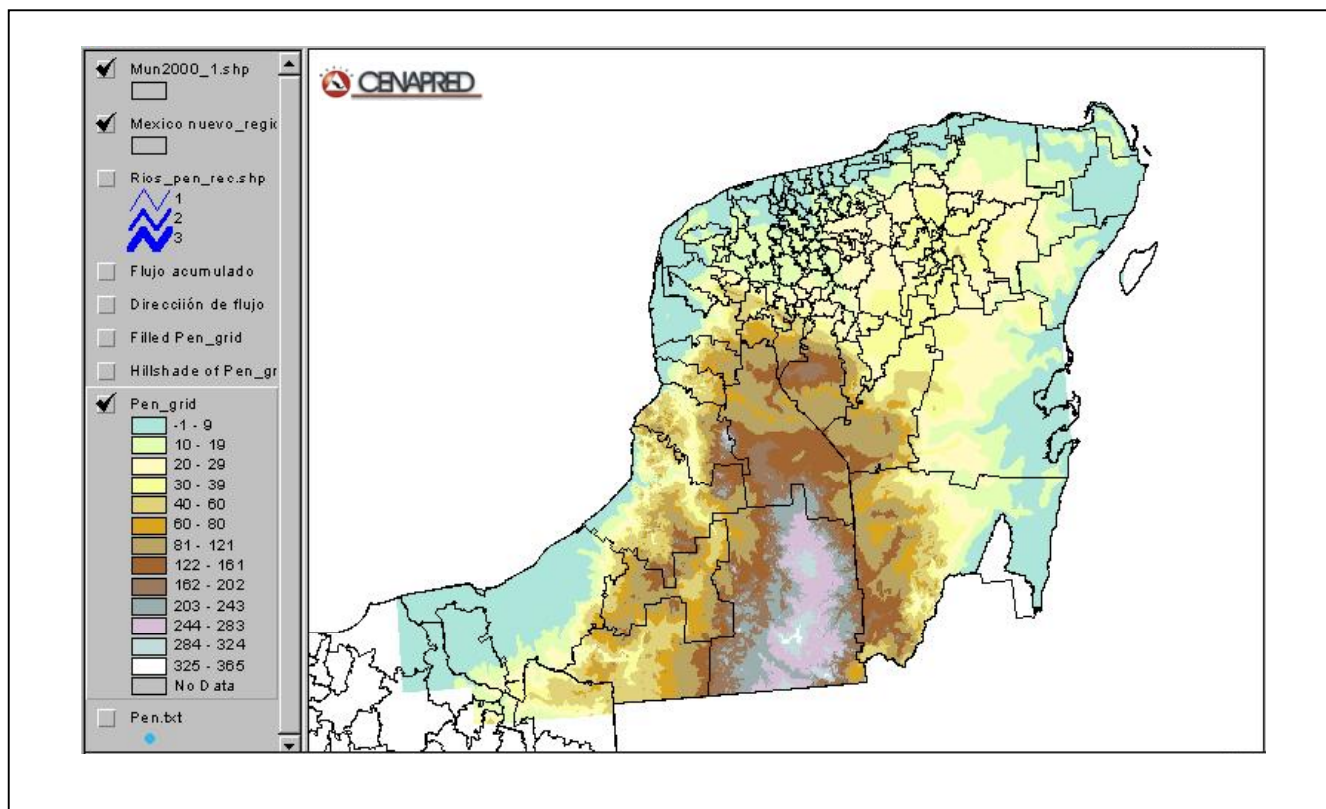 Mun2000_1.shp
Mexico nuevo_regio
Rios_pen_rec.shp
1
2
3
Flujo acumulado
Direcciión de flujo
Filled Pen_grid
Hillshade of Pen_gr
Pen_grid
-1 - 9
10 - 19
20 - 29
30 - 39
40 - 60
60 - 80
81 - 121
122 - 161
162 - 202
203 - 243
244 - 283
284 - 324
325 - 365
No Data
Pen.txt
CENAPRED